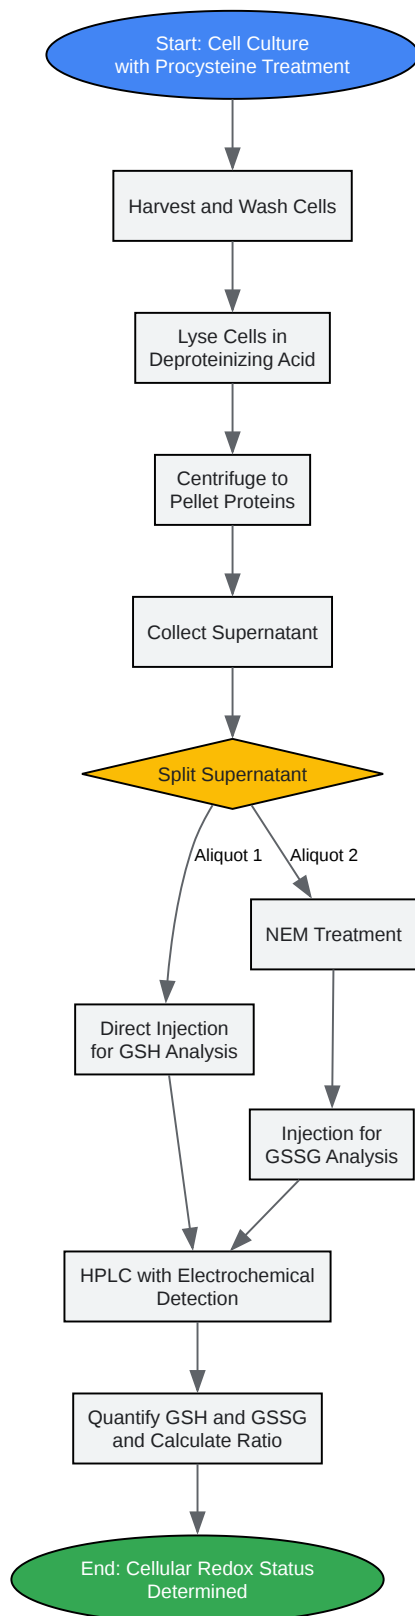 Start: Cell Culture
with Procysteine Treatment
Harvest and Wash Cells
Lyse Cells in
Deproteinizing Acid
Centrifuge to
Pellet Proteins
Collect Supernatant
Split Supernatant
Aliquot 1
Aliquot 2
NEM Treatment
Direct Injection
for GSH Analysis
Injection for
GSSG Analysis
HPLC with Electrochemical
Detection
Quantify GSH and GSSG
and Calculate Ratio
End: Cellular Redox Status
Determined